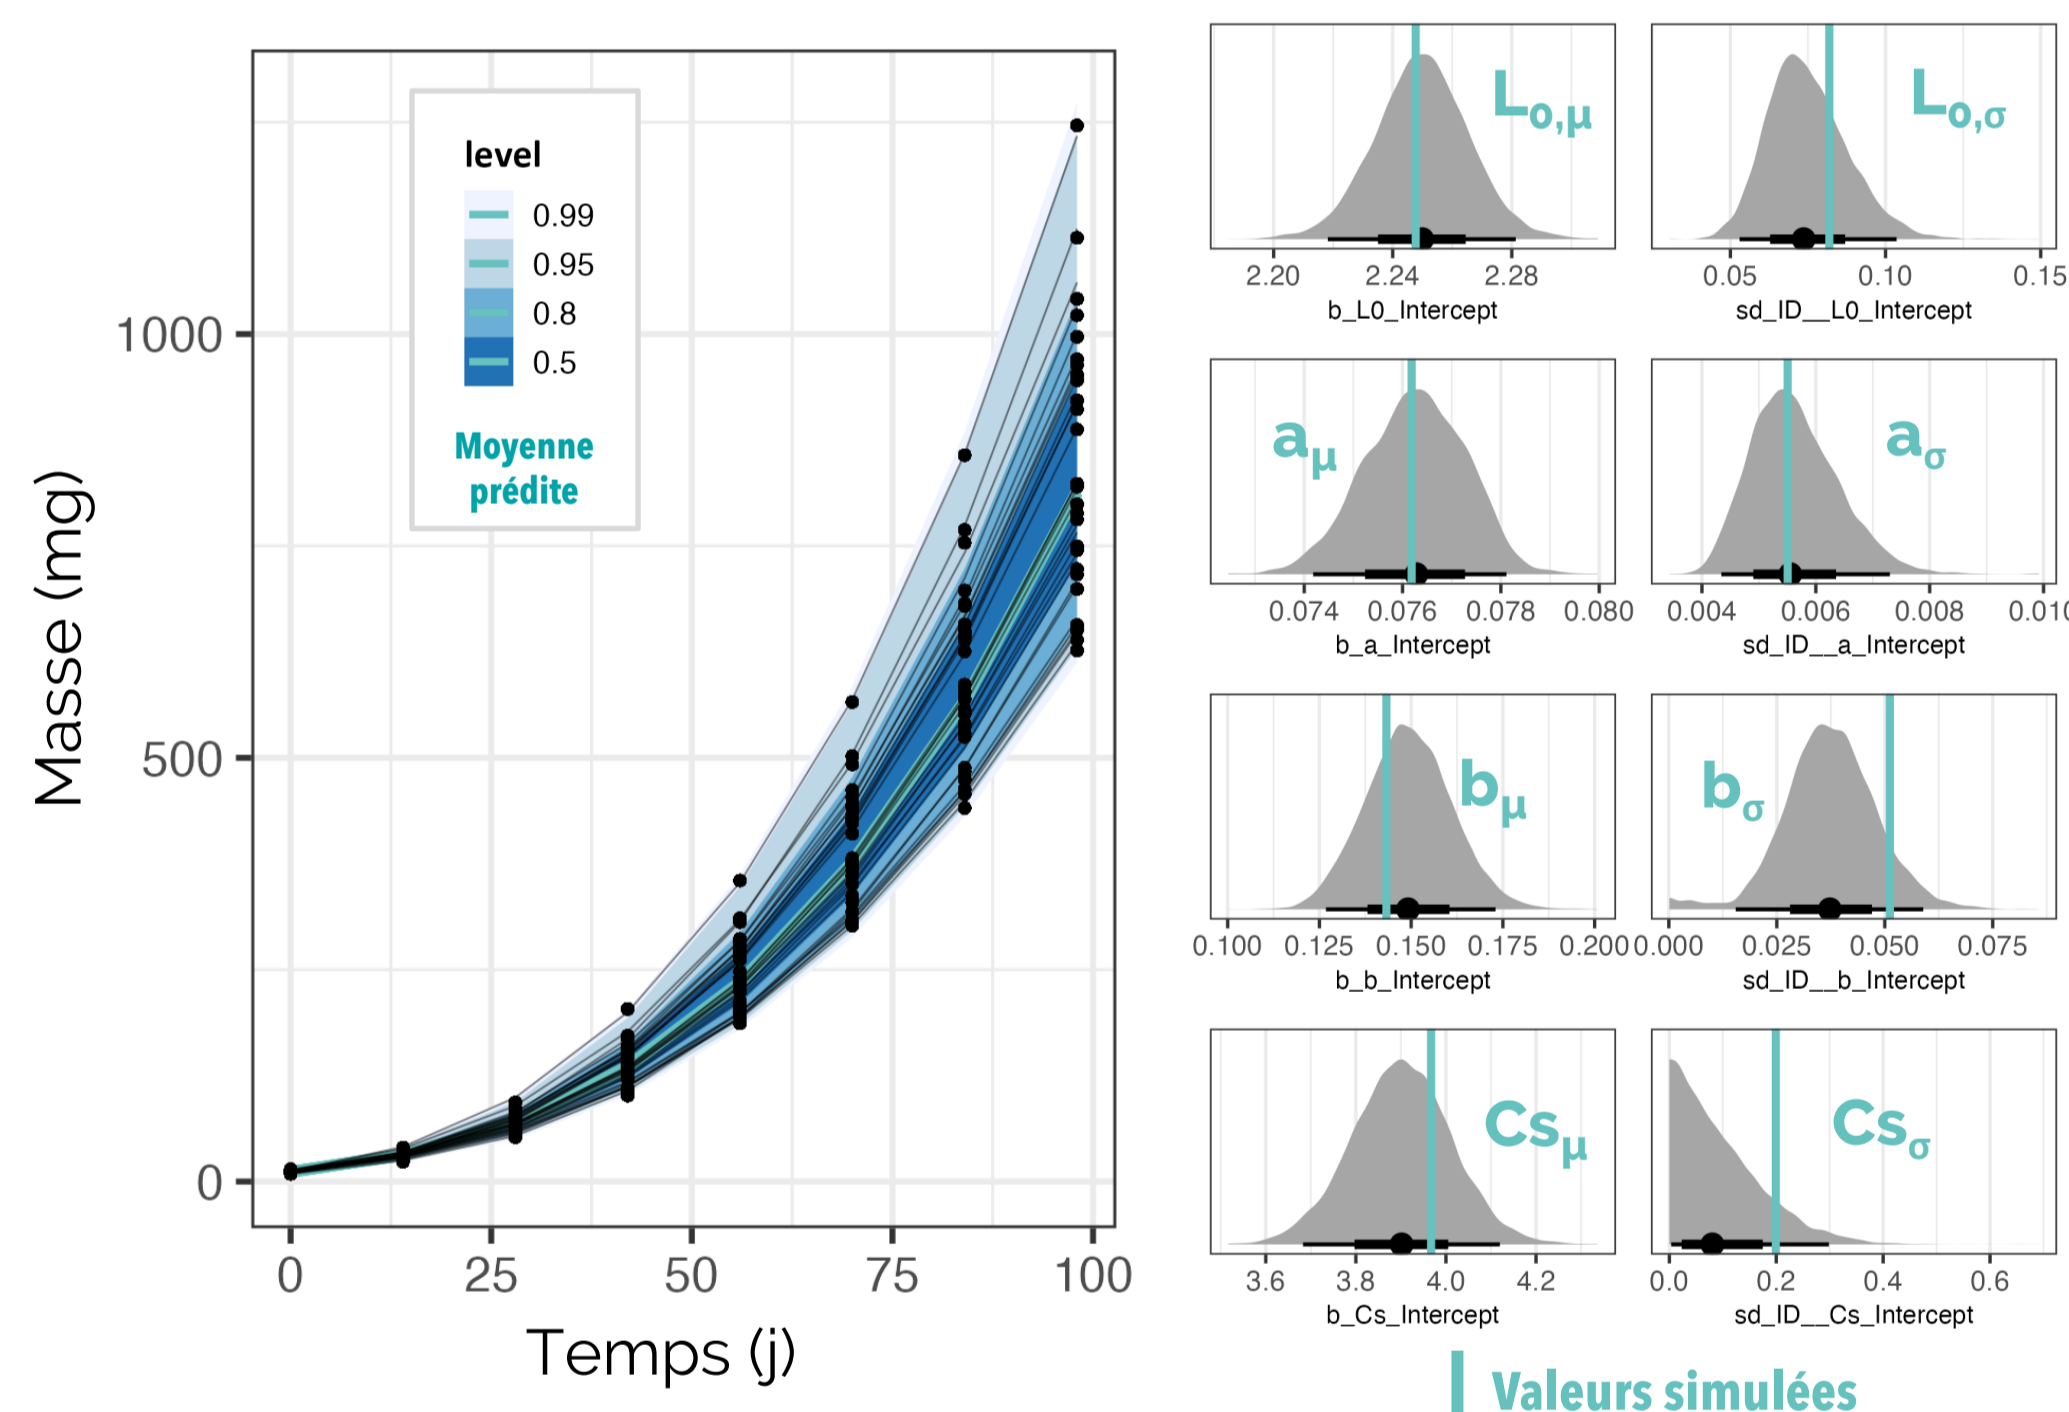 level
0.99
0.95
0.8
0.5
Moyenne
prédite
Masse (mg)
1000
500
0
0 25 50 75 100
Temps (j)
L0,μ
2.20 2.24 2.28
b_L0_Intercept
L0,σ
0.05 0.10 0.15
sd_ID__L0_Intercept
aμ
0.074 0.076 0.078 0.080
b_a_Intercept
aσ
0.004 0.006 0.008 0.010
sd_ID__a_Intercept
bμ
0.100 0.125 0.150 0.175 0.200
b_b_Intercept
bσ
0.000 0.025 0.050 0.075
sd_ID__b_Intercept
Csμ
3.6 3.8 4.0 4.2
b_Cs_Intercept
Csσ
0.0 0.2 0.4 0.6
sd_ID__Cs_Intercept
Valeurs simulées